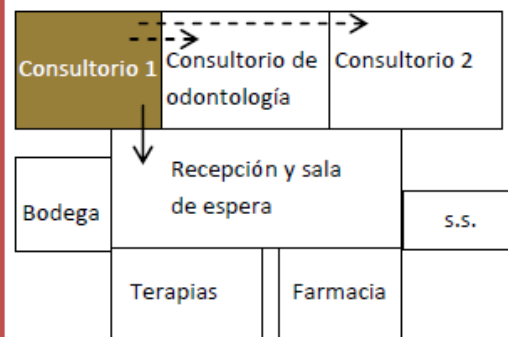 Consultorio 1
Consultorio de
odontología
Consultorio 2
Recepción y sala
de espera
Bodega
s.s.
Terapias
Farmacia